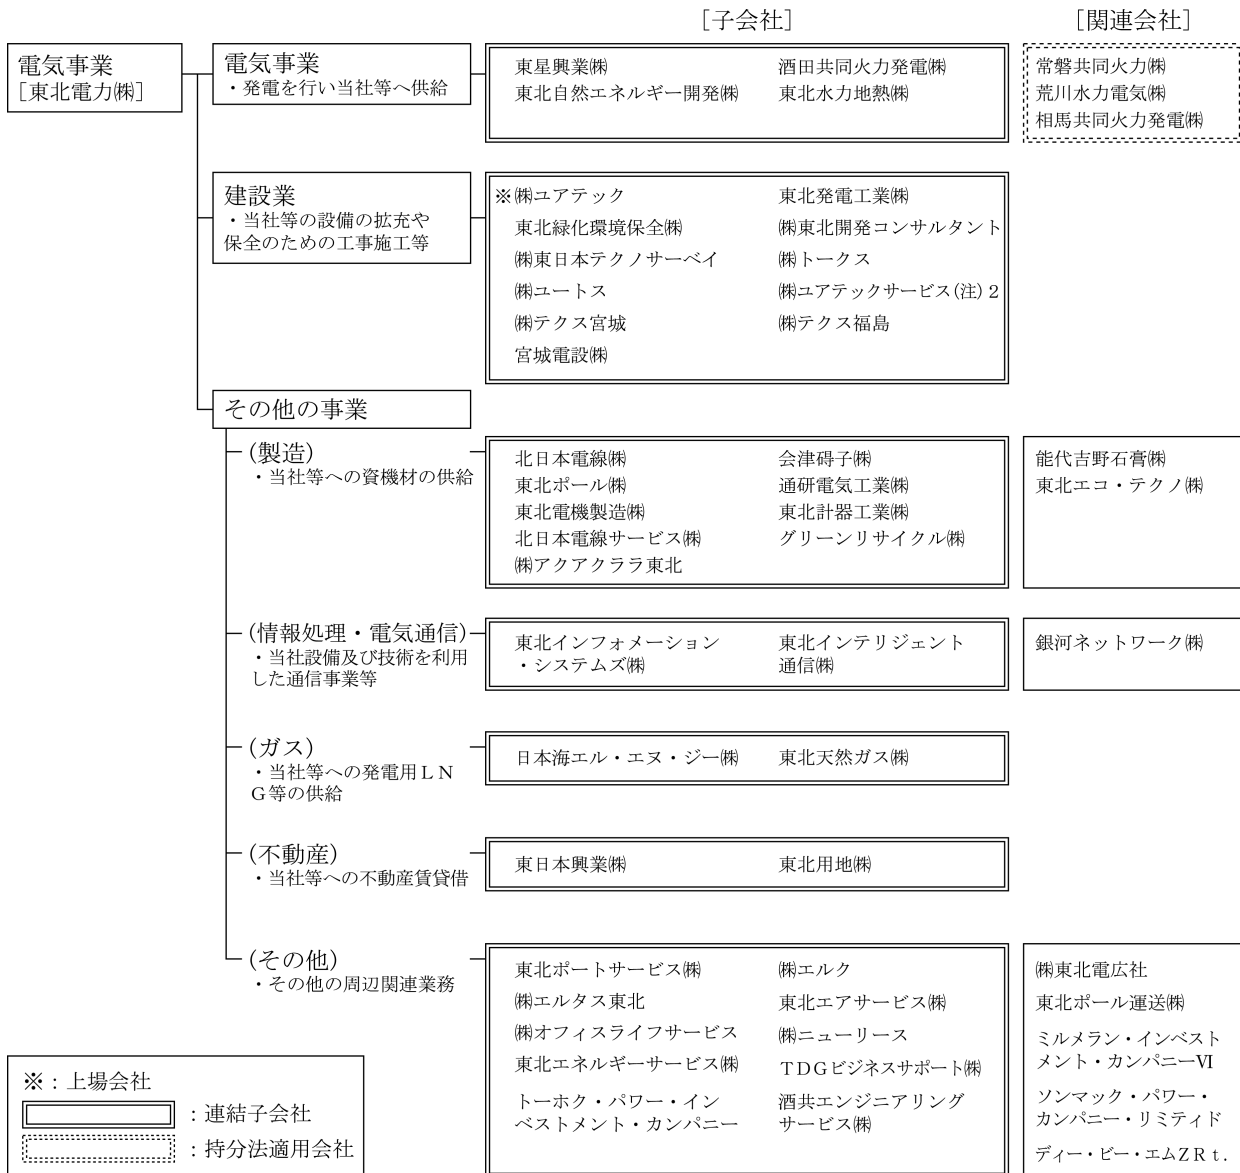 [子会社]
[関連会社]
電気事業
[東北電力㈱]
電気事業
・発電を行い当社等へ供給
東星興業㈱
酒田共同火力発電㈱
東北自然エネルギー開発㈱
東北水力地熱㈱
常磐共同火力㈱
荒川水力電気㈱
相馬共同火力発電㈱
建設業
・当社等の設備の拡充や
保全のための工事施工等
※㈱ユアテック
東北発電工業㈱
東北緑化環境保全㈱
㈱東北開発コンサルタント
㈱東日本テクノサーベイ
㈱トークス
㈱ユートス
㈱ユアテックサービス(注)2
㈱テクス宮城
㈱テクス福島
宮城電設㈱
その他の事業
(製造)
・当社等への資機材の供給
北日本電線㈱
会津碍子㈱
東北ポール㈱
通研電気工業㈱
東北電機製造㈱
東北計器工業㈱
北日本電線サービス㈱
グリーンリサイクル㈱
㈱アクアクララ東北
能代吉野石膏㈱
東北エコ・テクノ㈱
(情報処理・電気通信)
・当社設備及び技術を利用
した通信事業等
東北インフォメーション
・システムズ㈱
東北インテリジェント
通信㈱
銀河ネットワーク㈱
(ガス)
・当社等への発電用LN
G等の供給
日本海エル・エヌ・ジー㈱
東北天然ガス㈱
(不動産)
・当社等への不動産賃貸借
東日本興業㈱
東北用地㈱
(その他)
・その他の周辺関連業務
東北ポートサービス㈱
㈱エルク
㈱エルタス東北
東北エアサービス㈱
㈱オフィスライフサービス
㈱ニューリース
東北エネルギーサービス㈱
TDGビジネスサポート㈱
トーホク・パワー・イン
ベストメント・カンパニー
酒共エンジニアリング
サービス㈱
㈱東北電広社
東北ポール運送㈱
ミルメラン・インベスト
メント・カンパニーⅥ
ソンマック・パワー・
カンパニー・リミティド
ディー・ビー・エムZRt.
※:上場会社
:連結子会社
:持分法適用会社